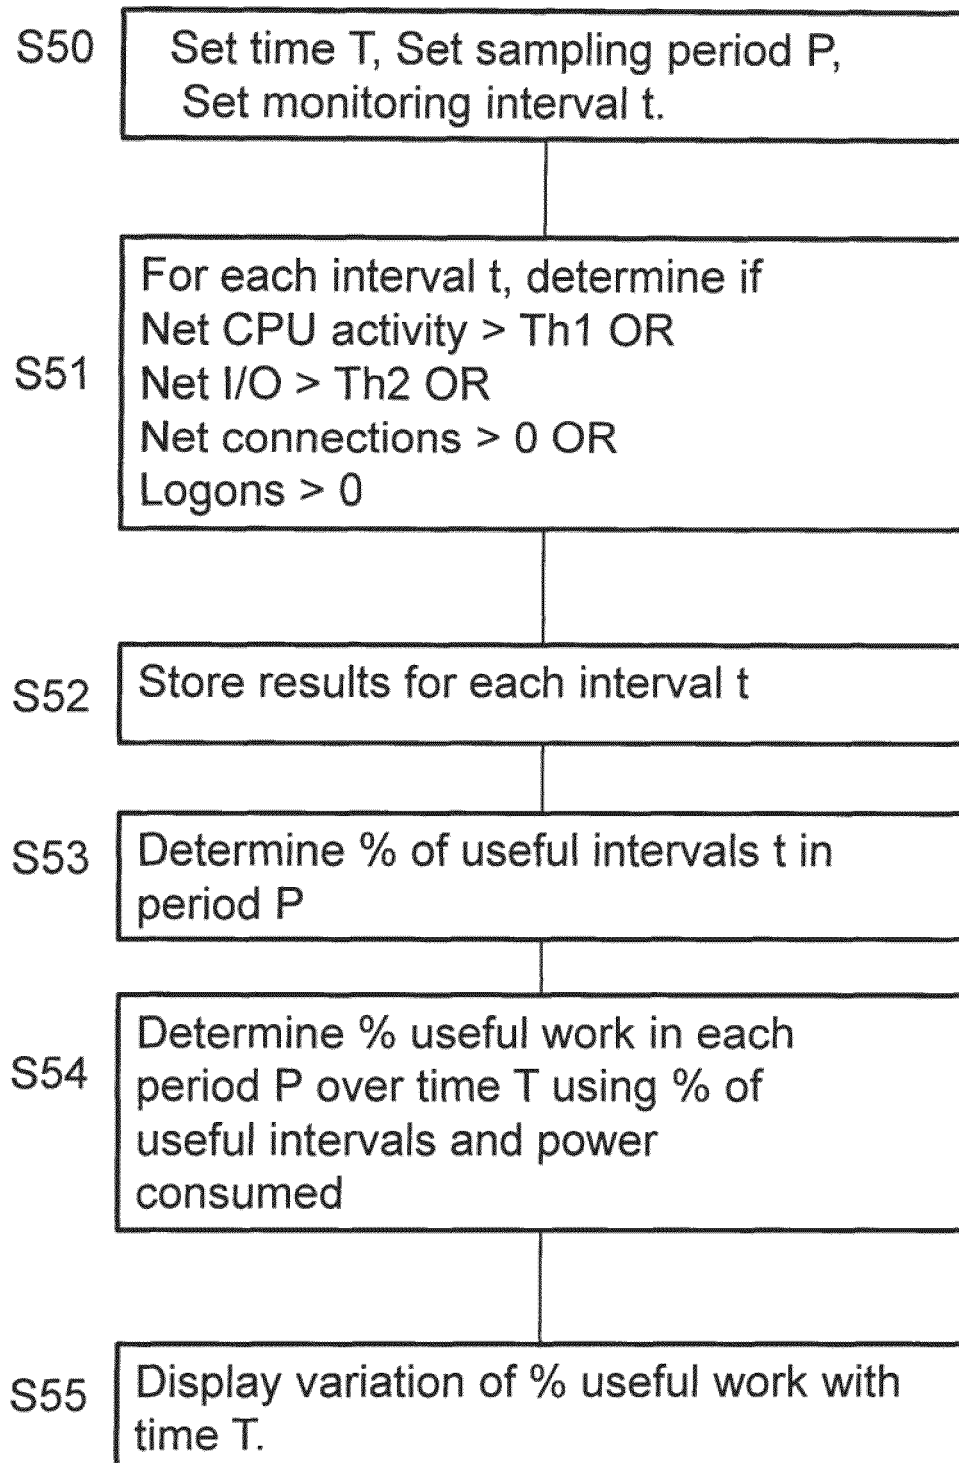 S50
Set time T, Set sampling period P,
Set monitoring interval t.
S51
For each interval t, determine if
Net CPU activity > Th1 OR
Net I/O > Th2 OR
Net connections > 0 OR
Logons > 0
S52
Store results for each interval t
S53
Determine % of useful intervals t in
period P
S54
Determine % useful work in each
period P over time T using % of
useful intervals and power
consumed
S55
Display variation of % useful work with
time T.